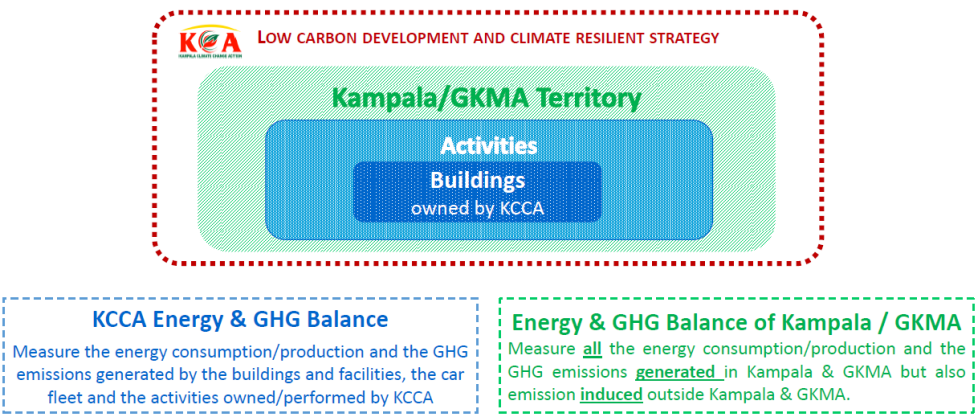 KCA
KAMPALA CLIMATE CHANGE ACTION
LOW CARBON DEVELOPMENT AND CLIMATE RESILIENT STRATEGY
Kampala/GKMA Territory
Activities
Buildings
owned by KCCA
KCCA Energy & GHG Balance
Measure the energy consumption/production and the GHG
emissions generated by the buildings and facilities, the car
fleet and the activities owned/performed by KCCA
Energy & GHG Balance of Kampala / GKMA
Measure all the energy consumption/production and the
GHG emissions generated in Kampala & GKMA but also
emission induced outside Kampala & GKMA.